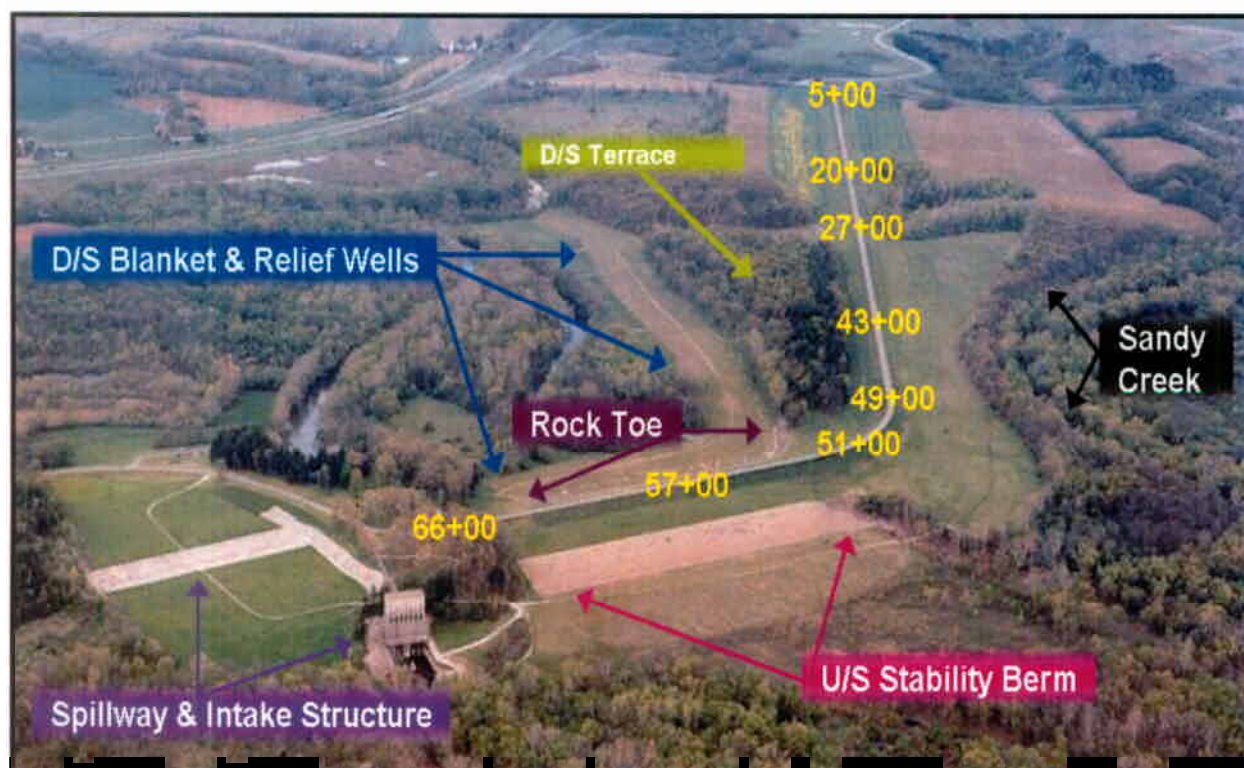 5+00
D/S Terrace
20+00
27+00
D/S Blanket & Relief Wells
43+00
Sandy
Creek
49+00
Rock Toe
51+00
57+00
66+00
U/S Stability Berm
Spillway & Intake Structure